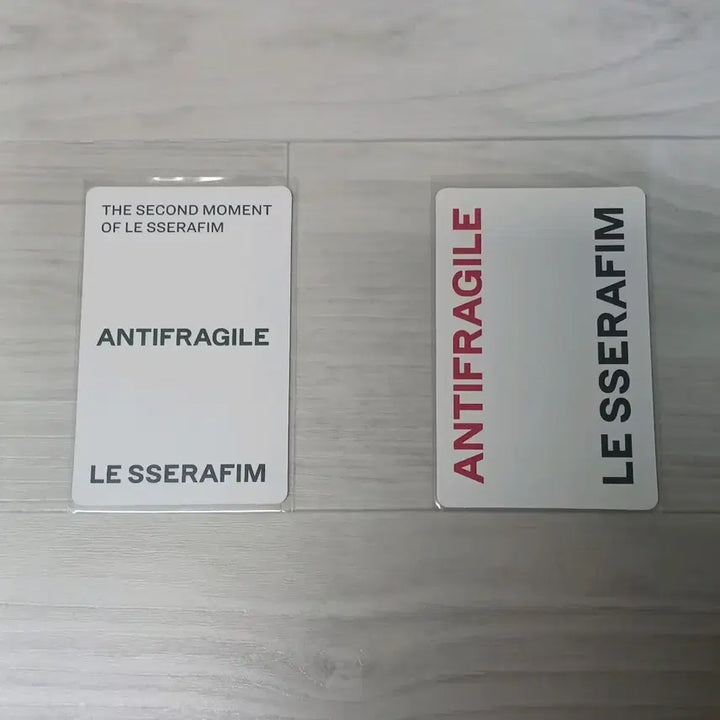 THE SECOND MOMENT
OF LE SSERAFIM
ANTIFRAGILE
LE SSERAFIM
ANTIFRAGILE
LE SSERAFIM